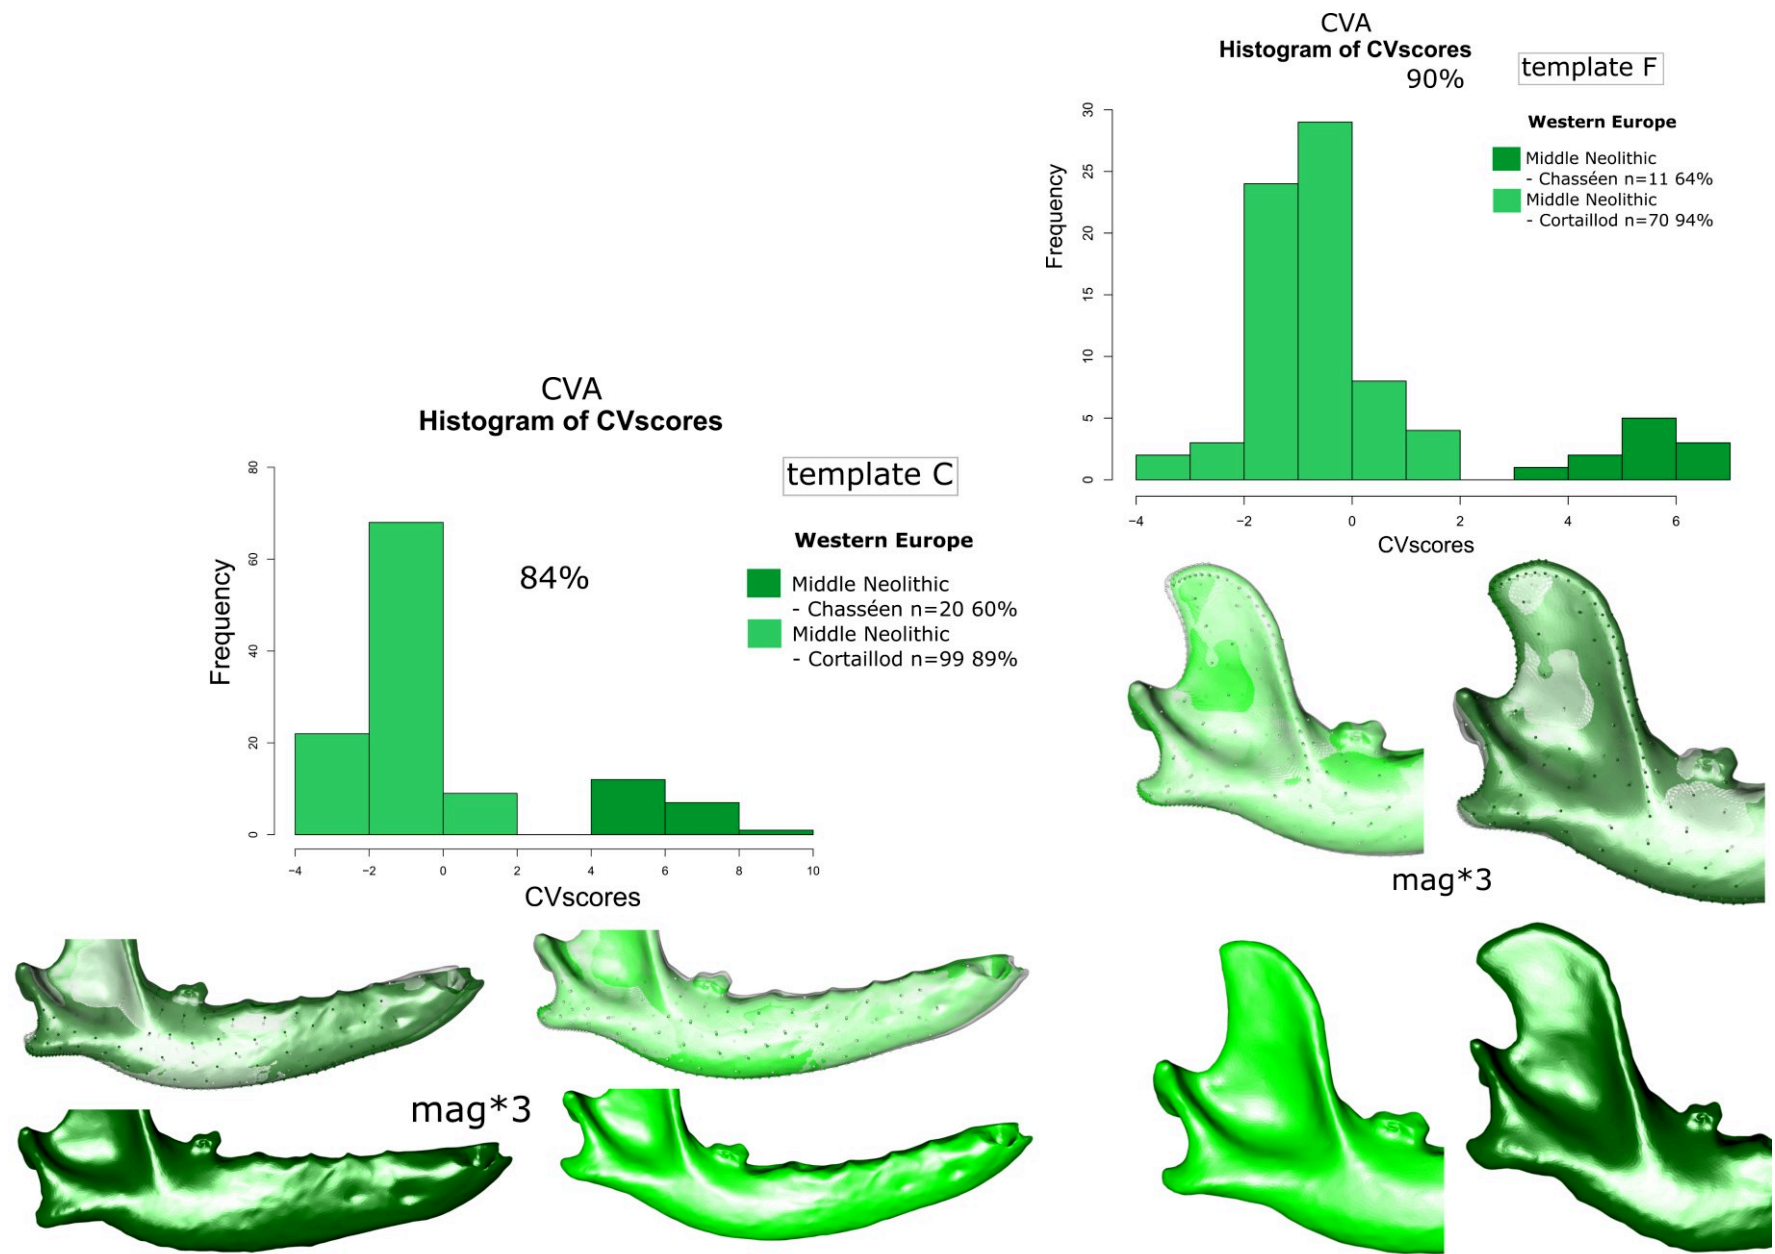 CVA
Histogram of CVscores
90%
template F
Western Europe
Middle Neolithic
- Chasséen n=11 64%
Middle Neolithic
- Cortaillod n=70 94%
Frequency
30
25
20
15
10
5
0
−4
−2
0
2
4
6
CVscores
mag*3
CVA
Histogram of CVscores
template C
84%
Western Europe
Middle Neolithic
- Chasséen n=20 60%
Middle Neolithic
- Cortaillod n=99 89%
Frequency
80
60
40
20
0
−4
−2
0
2
4
6
8
10
CVscores
mag*3